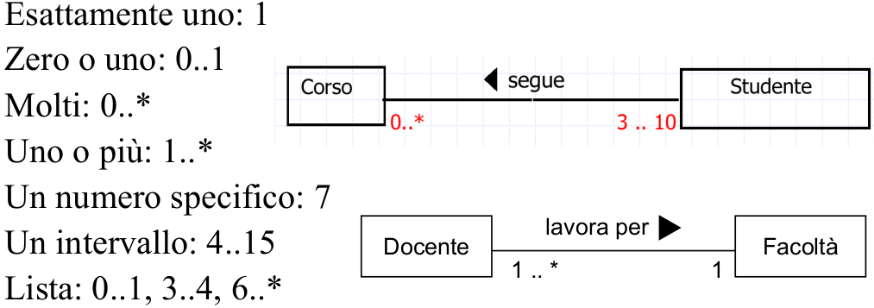 Esattamente uno: 1
Zero o uno: 0..1
Molti: 0..*
Uno o più: 1..*
Un numero specifico: 7
Un intervallo: 4..15
Lista: 0..1, 3..4, 6..*
Corso
segue
Studente
0..*
3 .. 10
Docente
lavora per
Facoltà
1 .. *
1